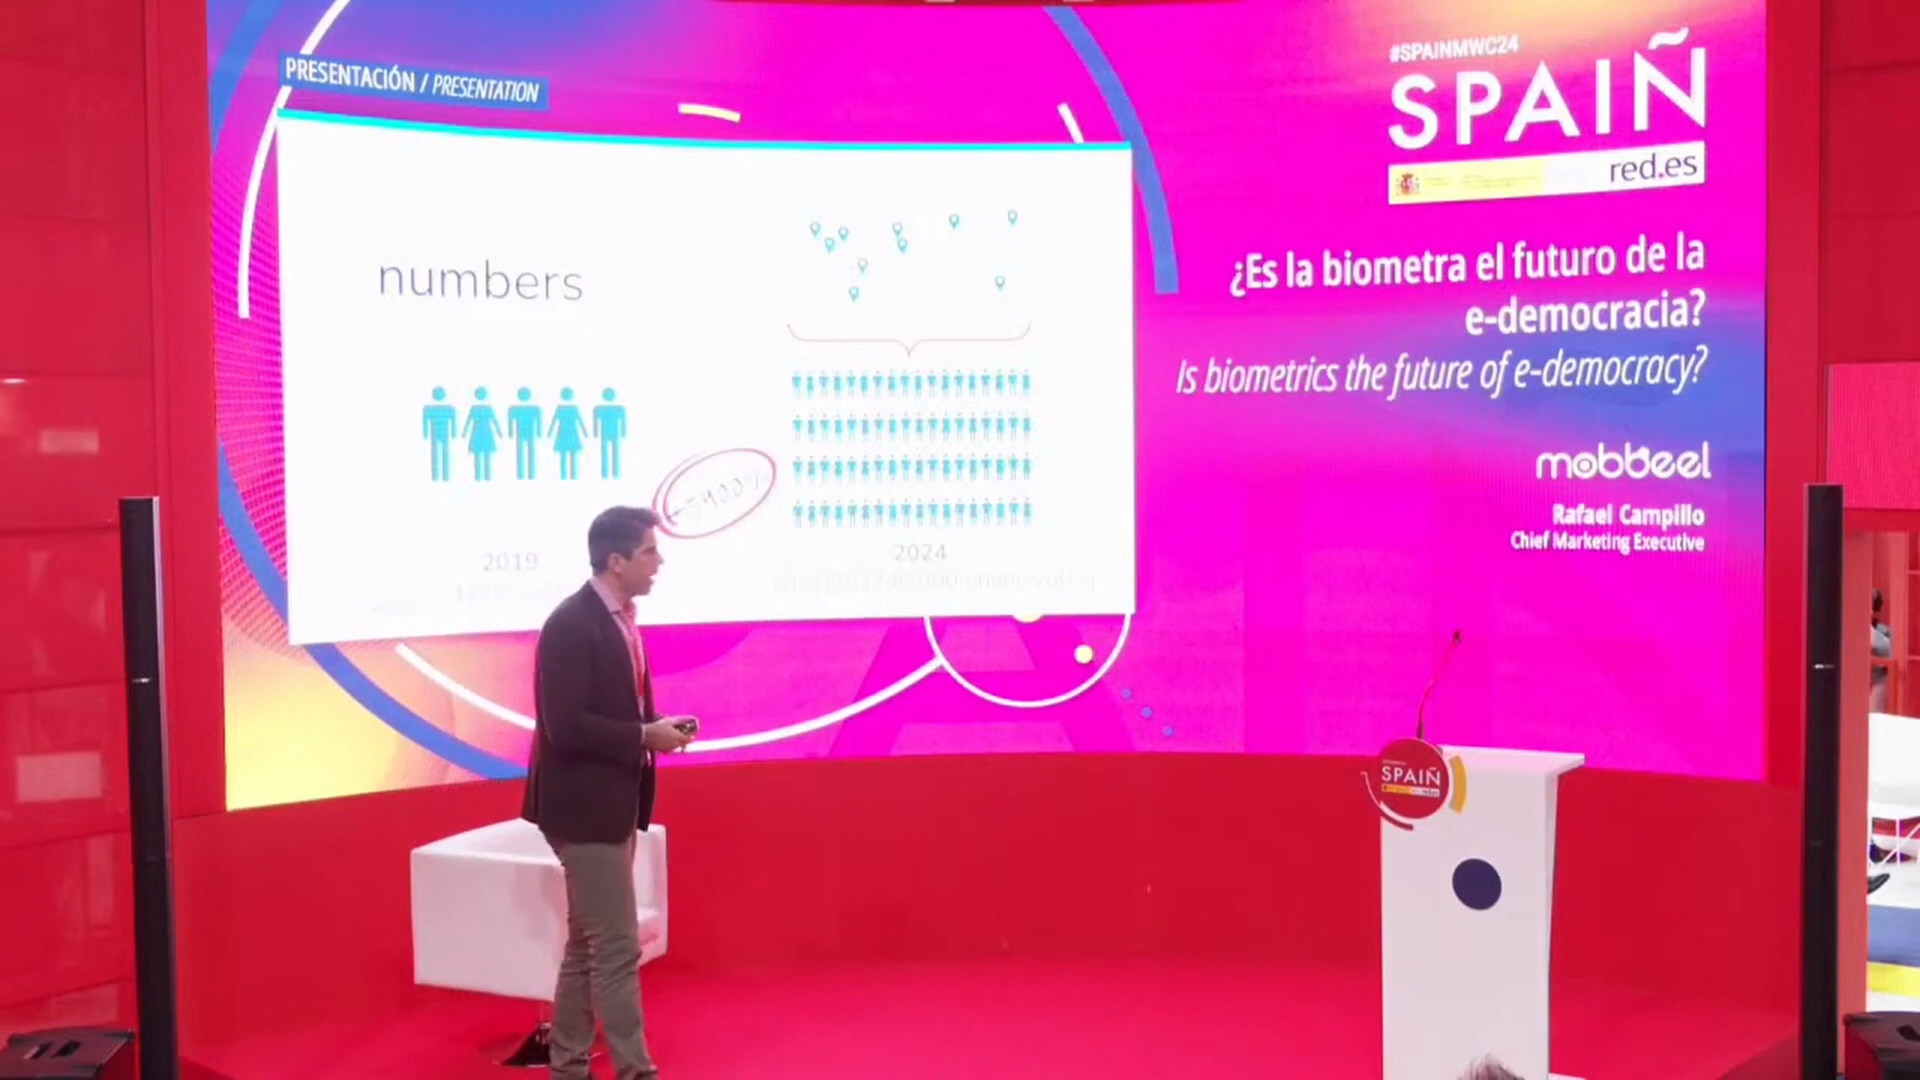 PRESENTACIÓN / PRESENTATION
#SPAINMWC24
SPAIÑ
red.es
numbers
¿Es la biometra el futuro de la
e-democracia?
Is biometrics the future of e-democracy?
mobbeel
Rafael Campillo
Chief Marketing Executive
2019
2024
SPAIÑ